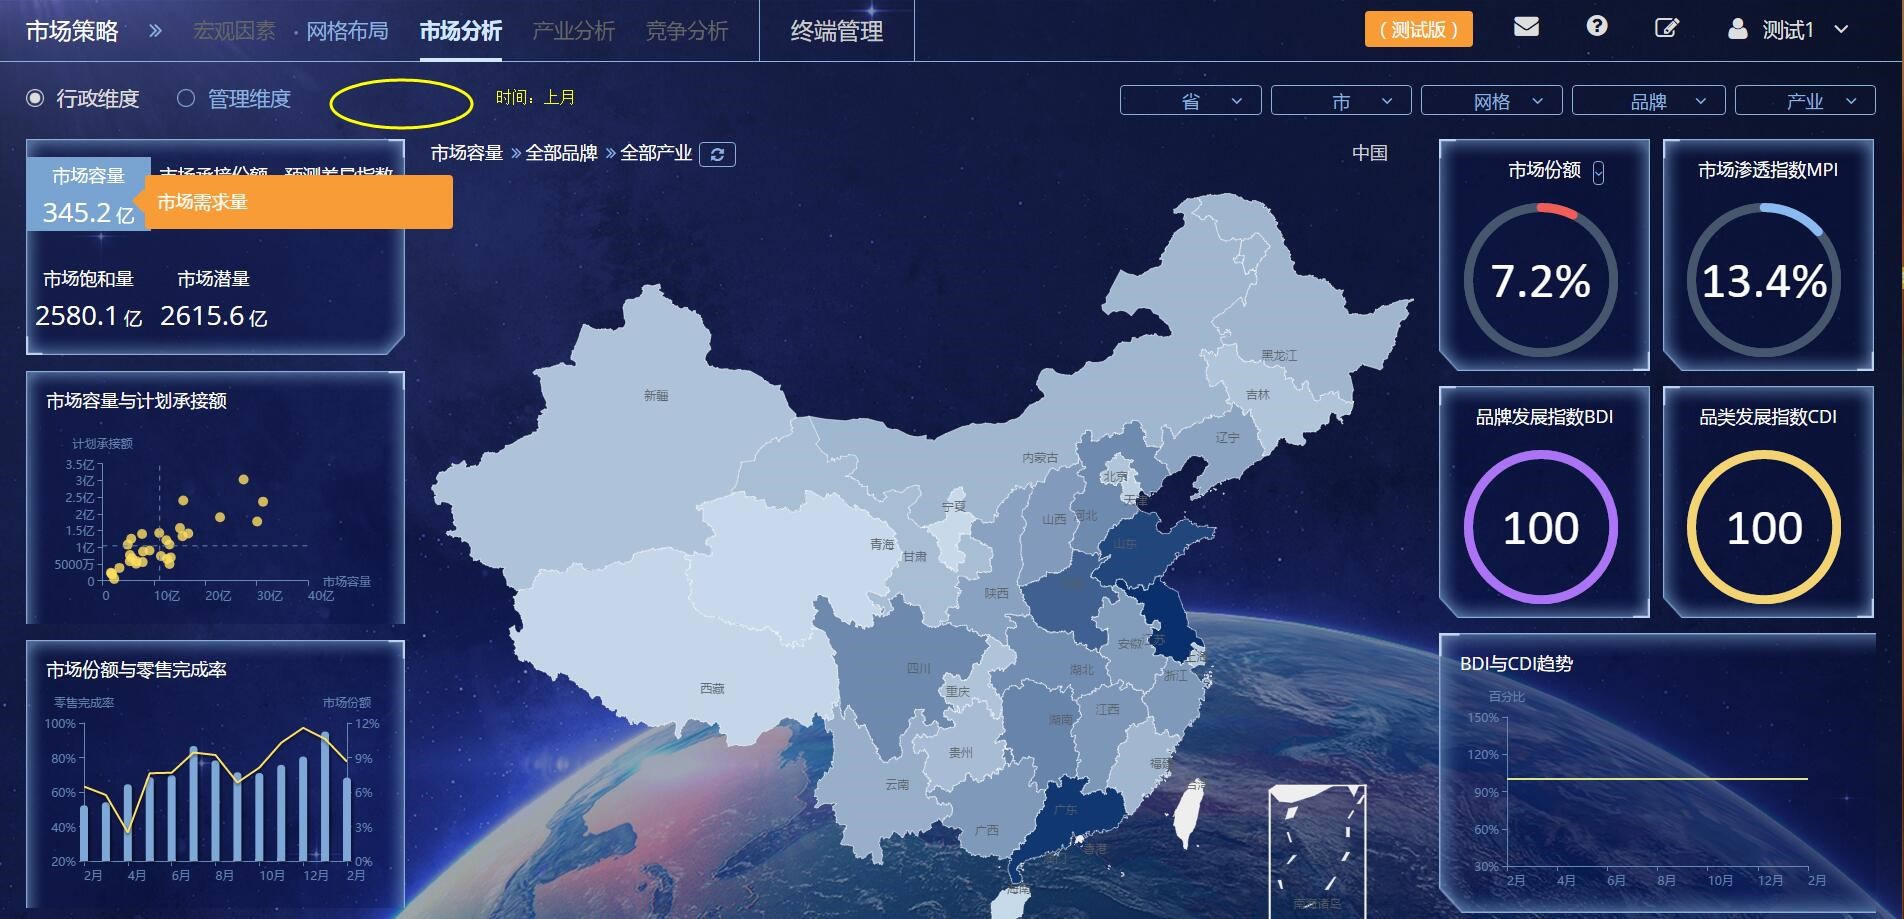 市场策略 » 宏观因素 · 网格布局 市场分析 产业分析 竞争分析 终端管理 （测试版） 测试1
行政维度 管理维度 时间：上月 省 市 网格 品牌 产业
市场容量 市场承接份额 预测差异指数
345.2 亿
市场需求量
市场饱和量 市场潜量
2580.1 亿 2615.6 亿
市场容量与计划承接额
计划承接额
3.5亿
3亿
2.5亿
2亿
1.5亿
1亿
5000万
0
市场容量
0 10亿 20亿 30亿 40亿
市场份额与零售完成率
零售完成率 市场份额
100% 12%
80% 9%
60% 6%
40% 3%
20% 0%
2月 4月 6月 8月 10月 12月 2月
市场容量 » 全部品牌 » 全部产业
中国
黑龙江
新疆
吉林
辽宁
内蒙古
北京
天津
宁夏
山西
河北
青海
甘肃
山东
陕西
安徽
江苏
上海
四川
湖北
浙江
西藏
重庆
湖南
江西
贵州
福建
云南
台湾
广东
广西
香港
澳门
海南
南海诸岛
市场份额
7.2%
市场渗透指数MPI
13.4%
品牌发展指数BDI
100
品类发展指数CDI
100
BDI与CDI趋势
百分比
150%
120%
90%
60%
30%
2月 4月 6月 8月 10月 12月 2月